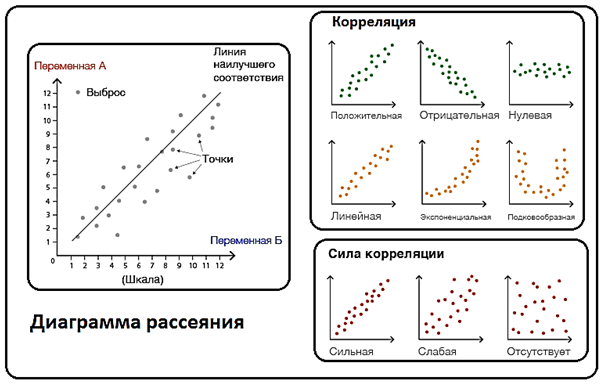 Линия
наилучшего
соответствия
Переменная А
Выброс
12
11
10
9
8
7
6
5
4
3
2
1
0
Точки
Переменная Б
1 2 3 4 5 6 7 8 9 10 11 12
(Шкала)
Диаграмма рассеяния
Корреляция
Положительная
Отрицательная
Нулевая
Линейная
Экспоненциальная
Подковообразная
Сила корреляции
Сильная
Слабая
Отсутствует